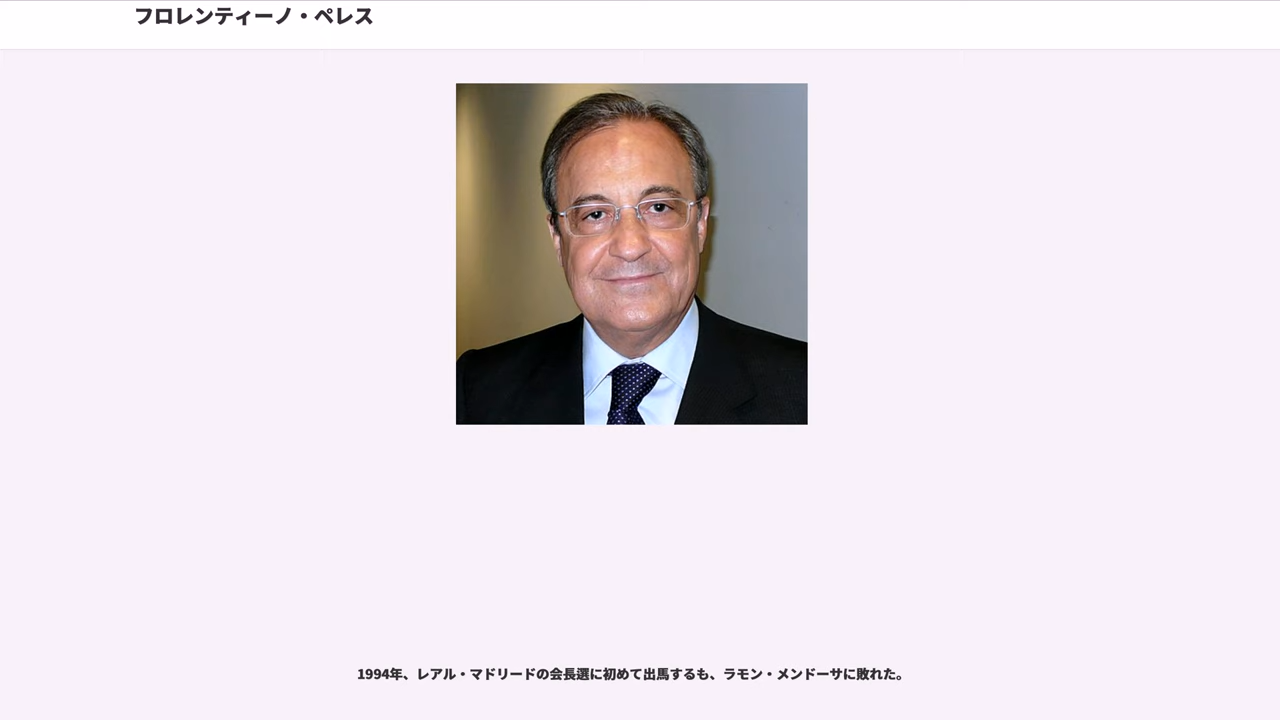 フロレンティーノ・ペレス
1994年、レアル・マドリードの会長選に初めて出馬するも、ラモン・メンドーサに敗れた。